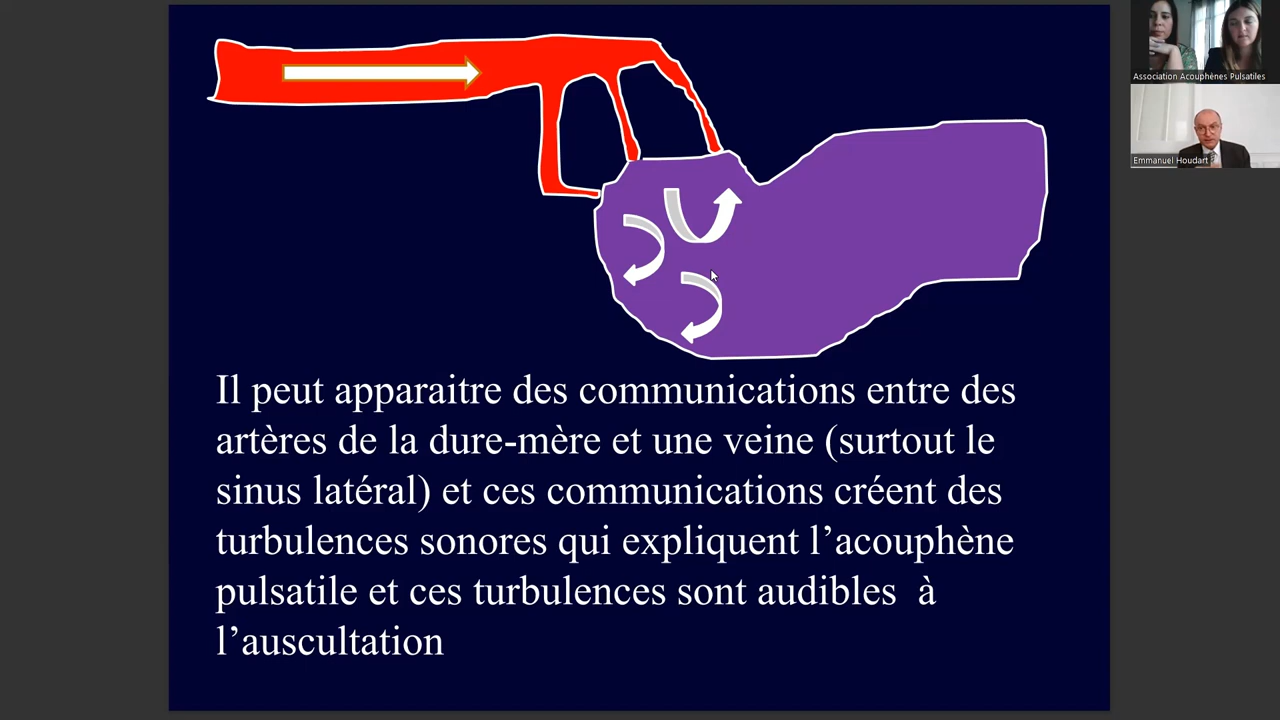 Association Acouphènes Pulsatiles
Emmanuel Houdart
Il peut apparaitre des communications entre des
artères de la dure-mère et une veine (surtout le
sinus latéral) et ces communications créent des
turbulences sonores qui expliquent l’acouphène
pulsatile et ces turbulences sont audibles  à
l’auscultation